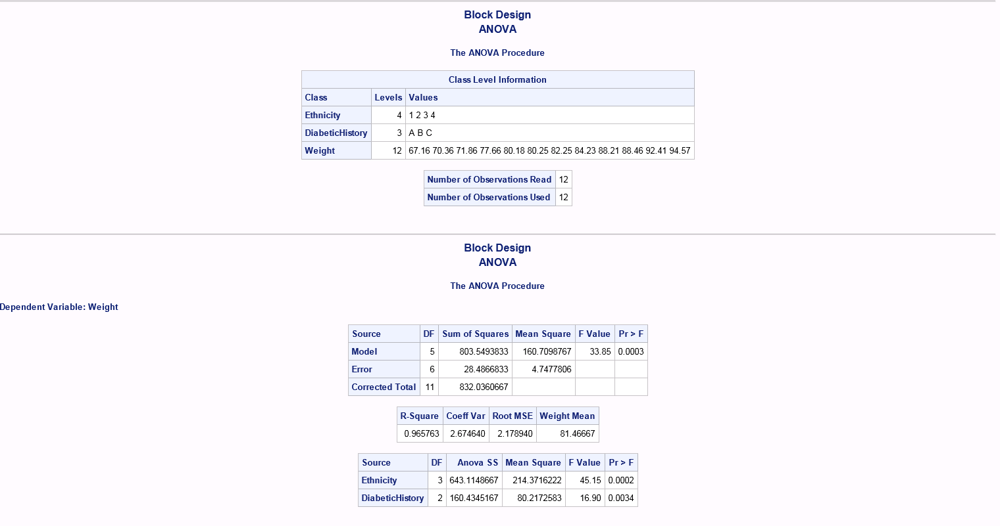 Block Design
ANOVA
The ANOVA Procedure
Class Level Information
Class Levels Values
Ethnicity 4 1 2 3 4
DiabeticHistory 3 A B C
Weight 12 67.16 70.36 71.86 77.66 80.18 80.25 82.25 84.23 88.21 88.46 92.41 94.57
Number of Observations Read 12
Number of Observations Used 12
Block Design
ANOVA
The ANOVA Procedure
Dependent Variable: Weight
Source DF Sum of Squares Mean Square F Value Pr > F
Model 5 803.5493833 160.7098767 33.85 0.0003
Error 6 28.4866833 4.7477806
Corrected Total 11 832.0360667
R-Square Coeff Var Root MSE Weight Mean
0.965763 2.674640 2.178940 81.46667
Source DF Anova SS Mean Square F Value Pr > F
Ethnicity 3 643.1148667 214.3716222 45.15 0.0002
DiabeticHistory 2 160.4345167 80.2172583 16.90 0.0034